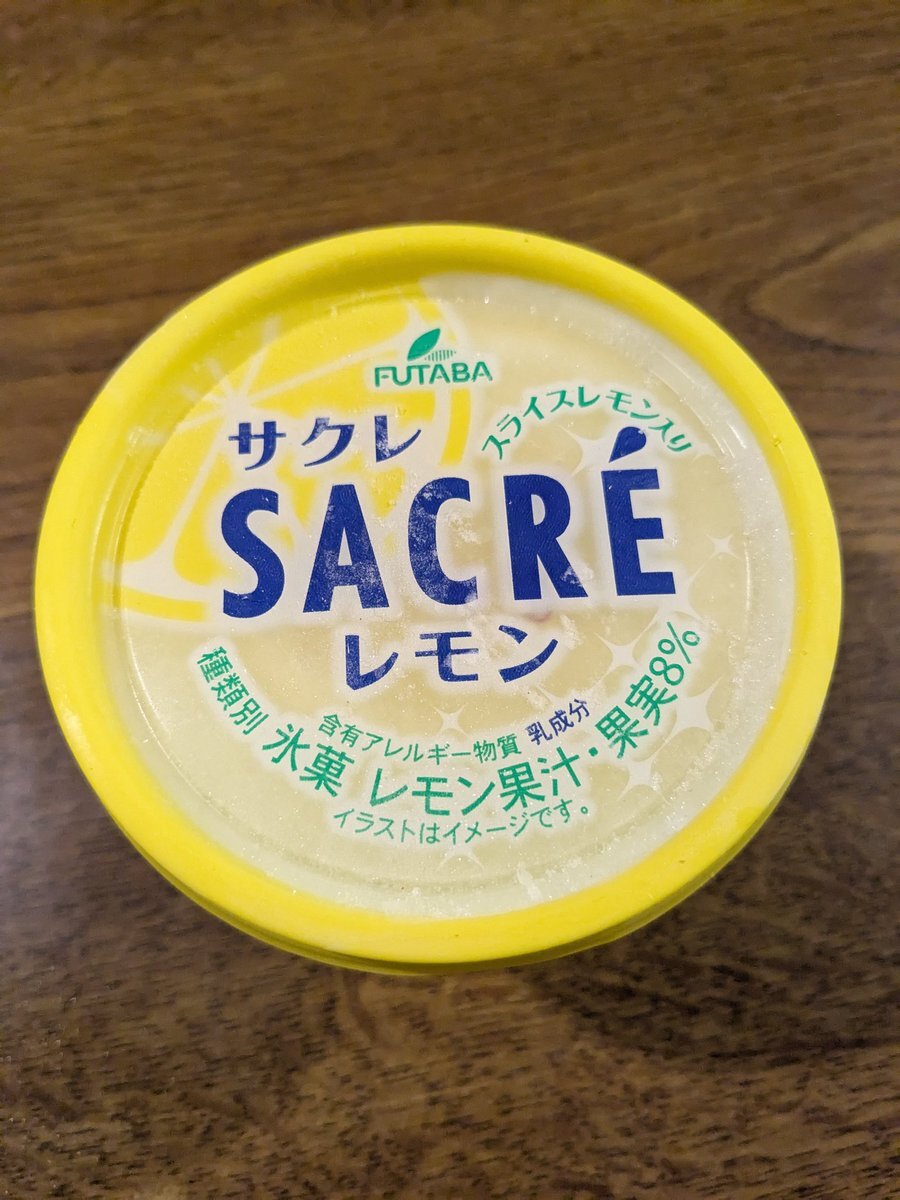 FUTABA
サクレ
スライスレモン入り
SACRÉ
レモン
含有アレルギー物質 乳成分
種類別 氷菓 レモン果汁・果実8%
イラストはイメージです。